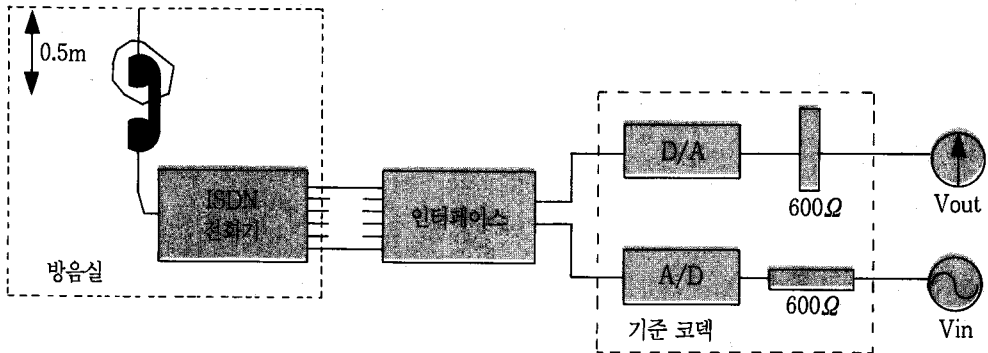 0.5m
ISDN
전화기
방음실
인터페이스
D/A
600Ω
Vout
A/D
600Ω
기준 코덱
Vin